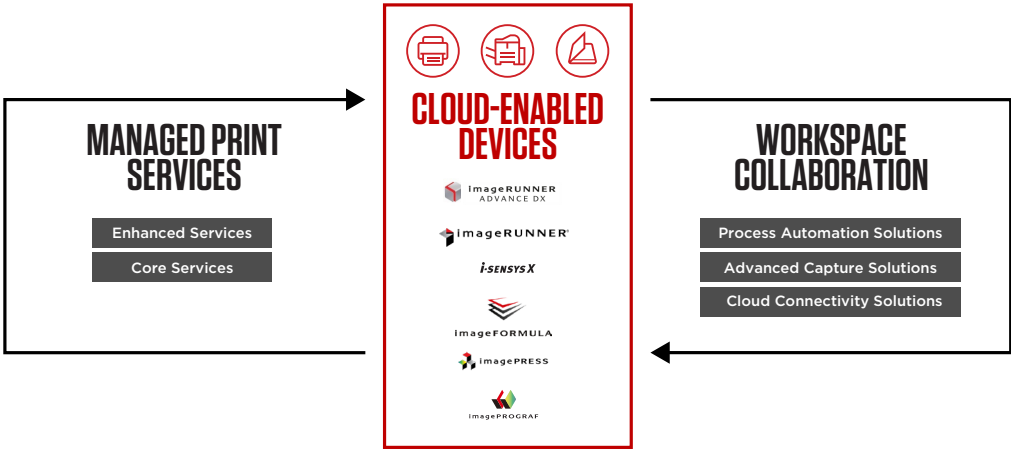 MANAGED PRINT
SERVICES
Enhanced Services
Core Services
CLOUD-ENABLED
DEVICES
imageRUNNER
ADVANCE DX
imageRUNNER®
i-SENSYS X
imageFORMULA
imagePRESS
imagePROGRAF
WORKSPACE
COLLABORATION
Process Automation Solutions
Advanced Capture Solutions
Cloud Connectivity Solutions